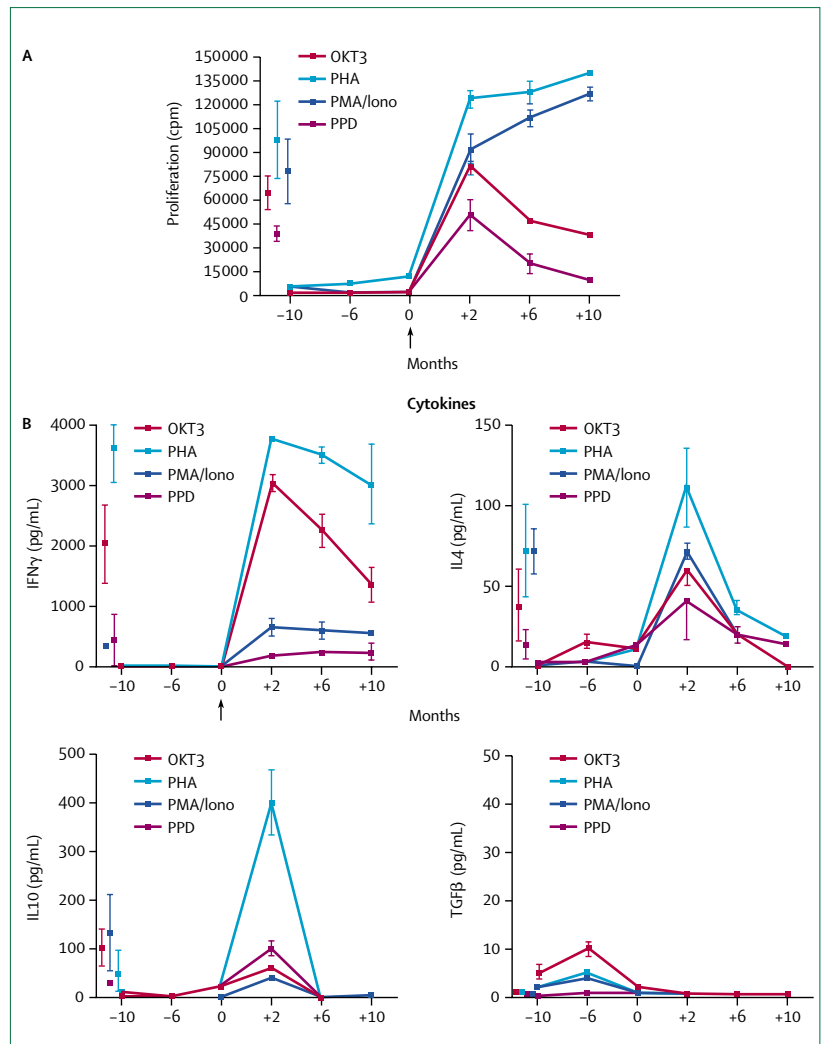 A
Proliferation (cpm)
150000
135000
120000
105000
90000
75000
60000
45000
30000
15000
0
OKT3
PHA
PMA/Iono
PPD
–10 –6 0 +2 +6 +10
Months
Cytokines
B
IFNγ (pg/mL)
4000
3000
2000
1000
0
OKT3
PHA
PMA/Iono
PPD
–10 –6 0 +2 +6 +10
IL4 (pg/mL)
150
100
50
0
OKT3
PHA
PMA/Iono
PPD
–10 –6 0 +2 +6 +10
Months
IL10 (pg/mL)
500
400
300
200
100
0
OKT3
PHA
PMA/Iono
PPD
–10 –6 0 +2 +6 +10
TGFβ (pg/mL)
50
40
30
20
10
0
OKT3
PHA
PMA/Iono
PPD
–10 –6 0 +2 +6 +10